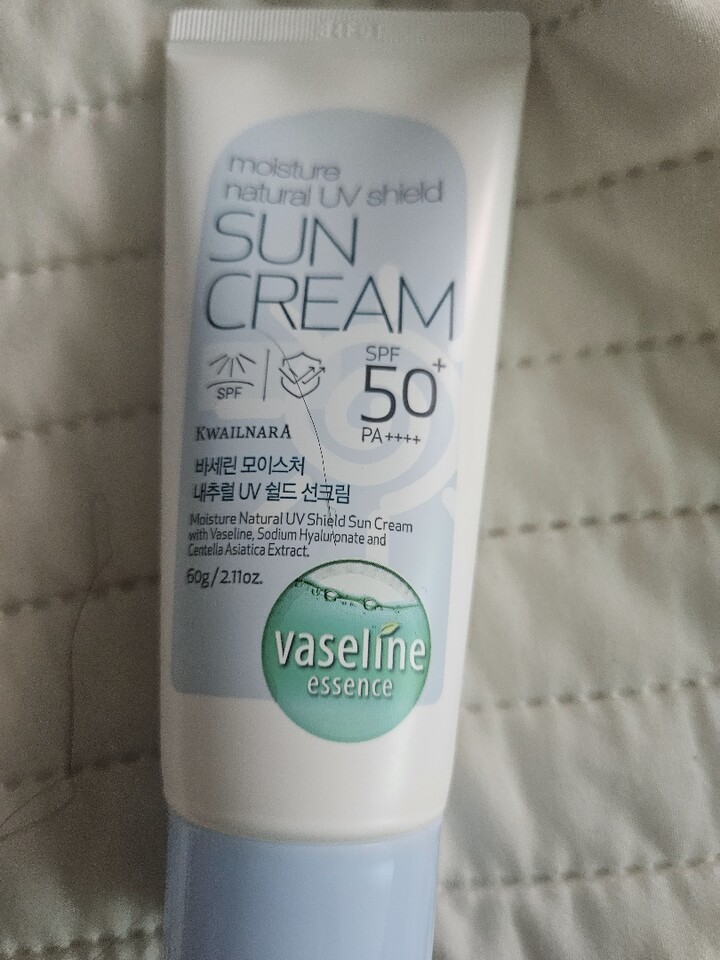 moisture
natural UV shield
SUN
CREAM
SPF
SPF
50+
PA++++
KWAILNARA
바세린 모이스처
내추럴 UV 쉴드 선크림
Moisture Natural UV Shield Sun Cream
with Vaseline, Sodium Hyaluronate and
Centella Asiatica Extract.
60g/2.11oz.
vaseline
essence